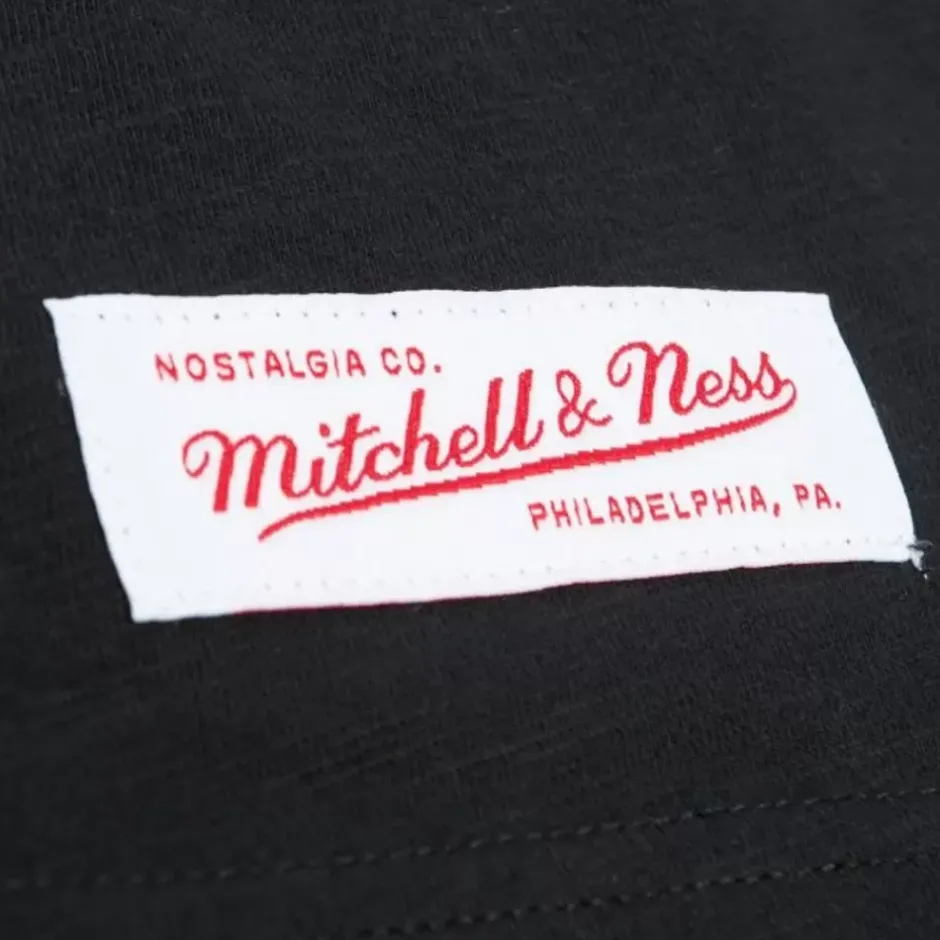 NOSTALGIA CO.
Mitchell & Ness
PHILADELPHIA, PA.